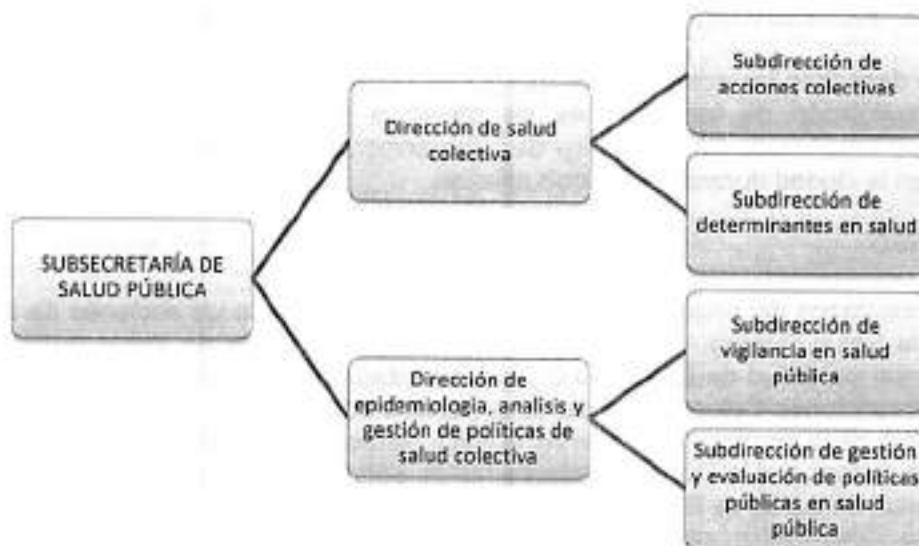 Subdirección de
acciones colectivas
Dirección de salud
colectiva
Subdirección de
determinantes en salud
SUBSECRETARÍA DE
SALUD PÚBLICA
Subdirección de
vigilancia en salud
pública
Dirección de
epidemiologia, analisis y
gestión de políticas de
salud colectiva
Subdirección de gestión
y evaluación de políticas
públicas en salud
pública